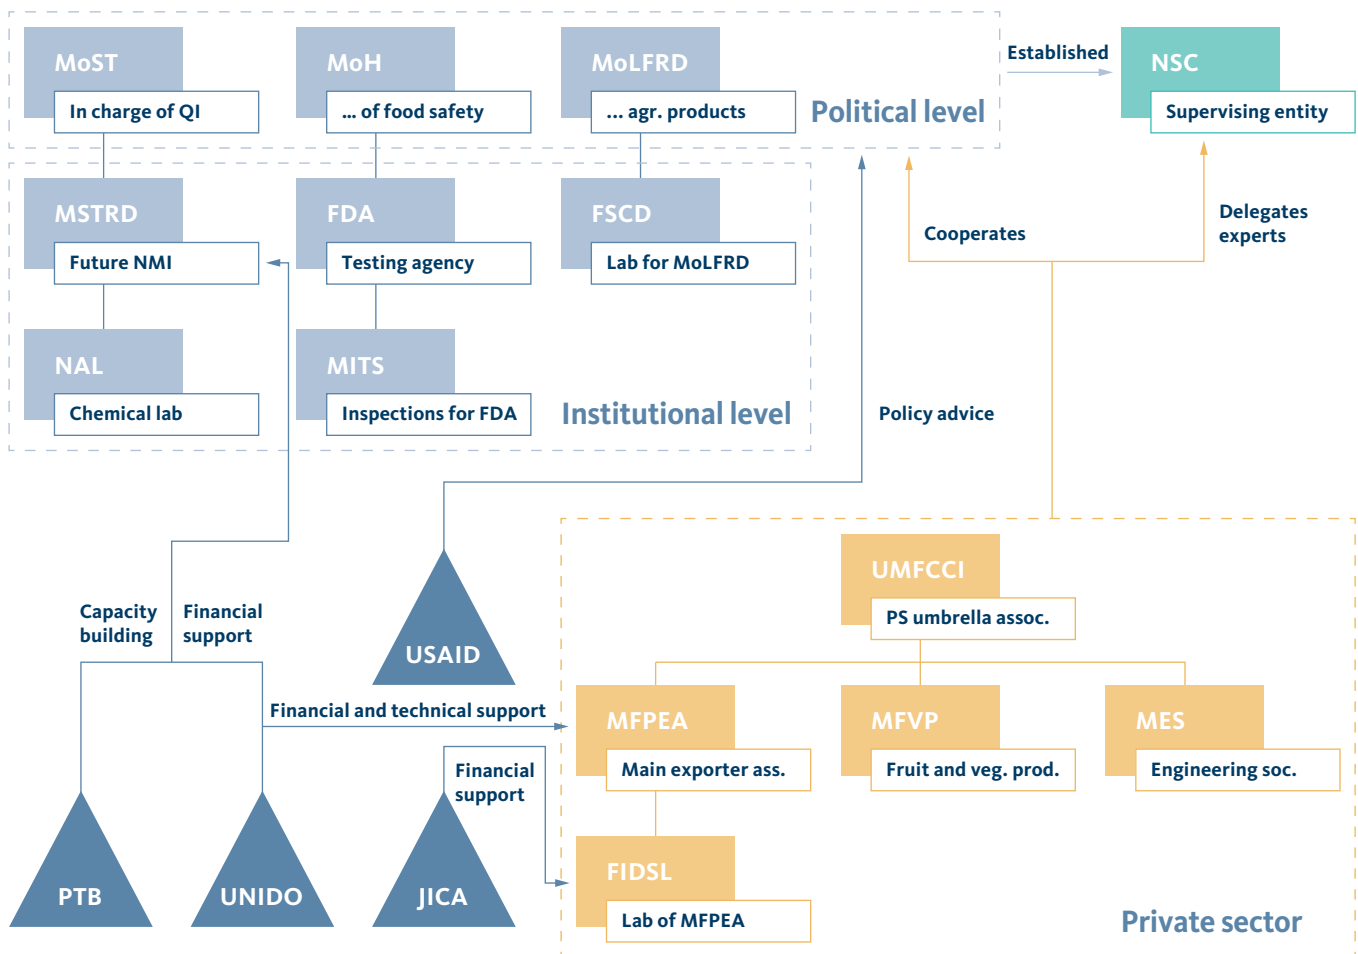 MoST
In charge of QI
MoH
... of food safety
MoLFRD
... agr. products
Political level
Established
NSC
Supervising entity
MSTRD
Future NMI
FDA
Testing agency
FSCD
Lab for MoLFRD
Cooperates
Delegates
experts
NAL
Chemical lab
MITS
Inspections for FDA
Institutional level
Policy advice
Capacity
building
Financial
support
USAID
UMFCCI
PS umbrella assoc.
Financial and technical support
MFPEA
Main exporter ass.
MFVP
Fruit and veg. prod.
MES
Engineering soc.
Financial
support
PTB
UNIDO
JICA
FIDSL
Lab of MFPEA
Private sector